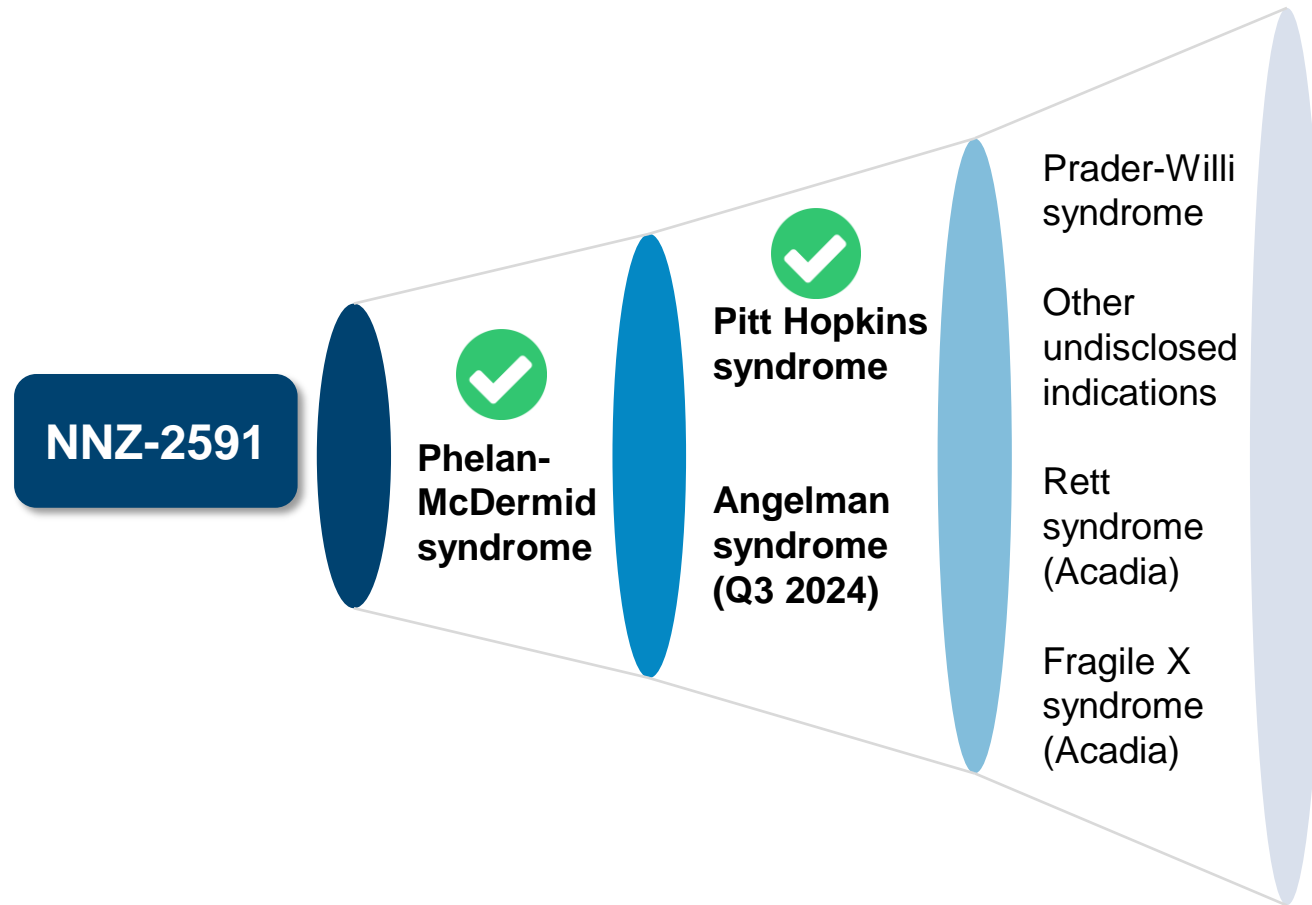 NNZ-2591
Phelan-
McDermid
syndrome
Pitt Hopkins
syndrome
Angelman
syndrome
(Q3 2024)
Prader-Willi
syndrome
Other
undisclosed
indications
Rett
syndrome
(Acadia)
Fragile X
syndrome
(Acadia)